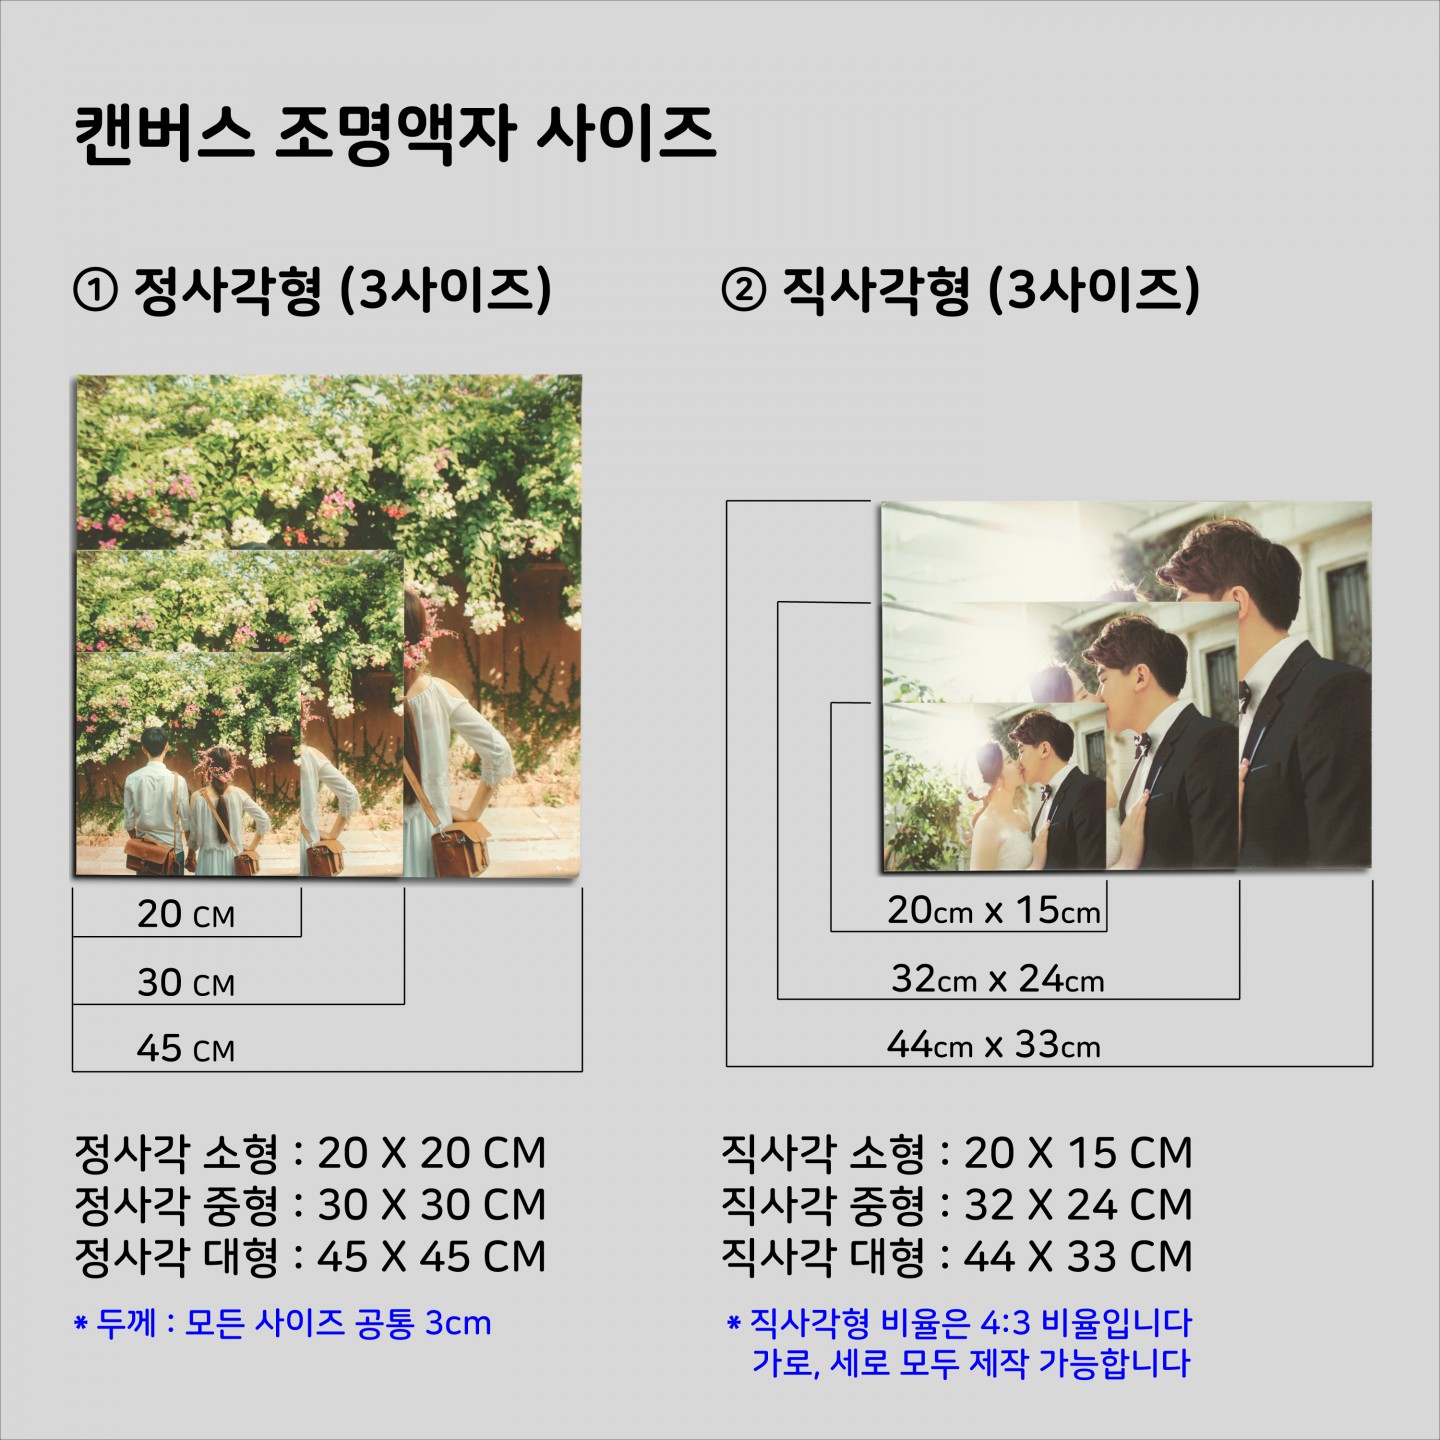 캔버스 조명액자 사이즈
① 정사각형 (3사이즈)
20 CM
30 CM
45 CM
정사각 소형 : 20 X 20 CM
정사각 중형 : 30 X 30 CM
정사각 대형 : 45 X 45 CM
* 두께 : 모든 사이즈 공통 3cm
② 직사각형 (3사이즈)
20cm x 15cm
32cm x 24cm
44cm x 33cm
직사각 소형 : 20 X 15 CM
직사각 중형 : 32 X 24 CM
직사각 대형 : 44 X 33 CM
* 직사각형 비율은 4:3 비율입니다
가로, 세로 모두 제작 가능합니다